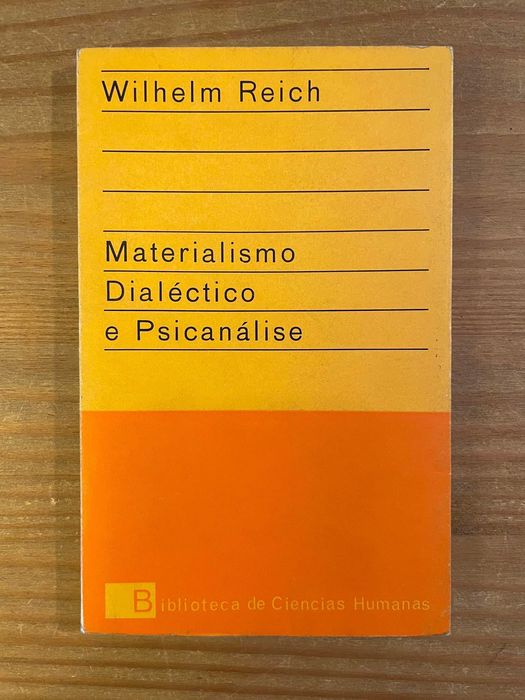 Wilhelm Reich
Materialismo
Dialéctico
e Psicanálise
Biblioteca de Ciencias Humanas